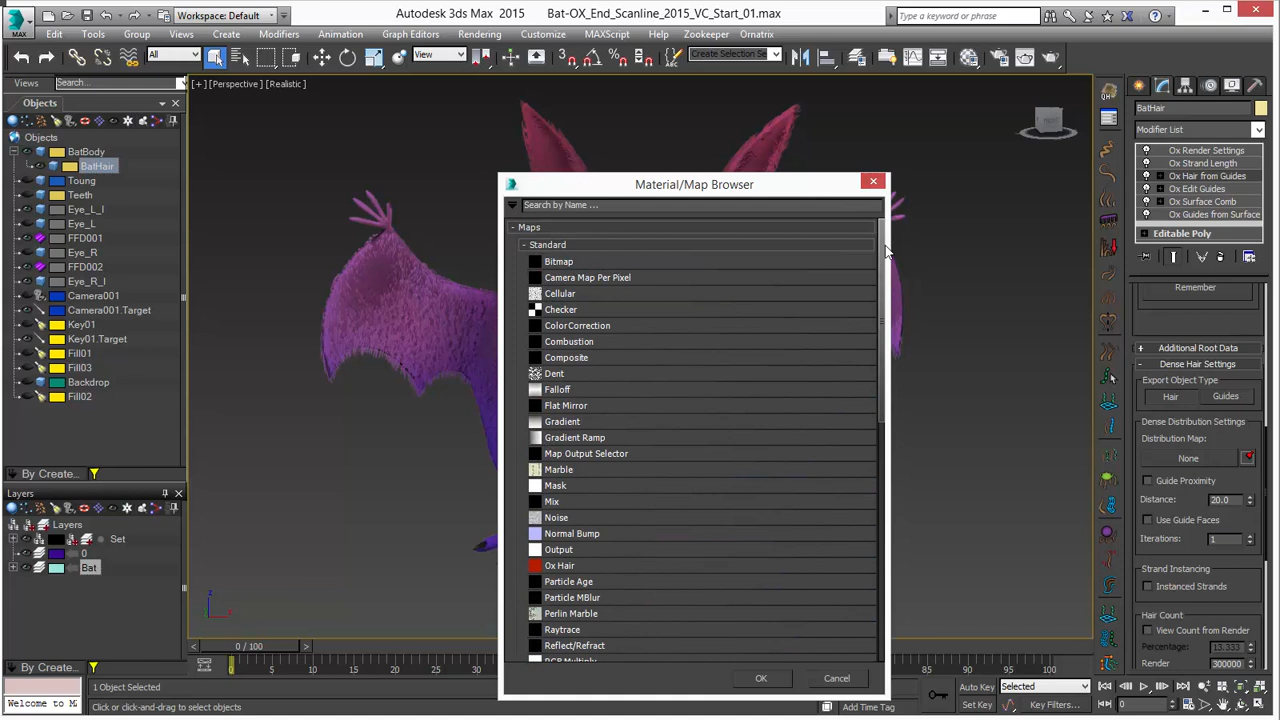 Autodesk 3ds Max 2015 Bat-OX_End_Scanline_2015_VC_Start_01.max
Workspace: Default
Type a keyword or phrase
MAX
Edit Tools Group Views Create Modifiers Animation Graph Editors Rendering Customize MAXScript Help Zookeeper Ornatrix
All
View
Create Selection Se
Views Search...
[+] [Perspective] [Realistic]
Objects
Objects
BatBody
BatHair
Toung
Teeth
Eye_L_I
Eye_L
FFD001
Eye_R
FFD002
Eye_R_I
Camera001
Camera001.Target
Key01
Key01.Target
Fill01
Fill03
Backdrop
Fill02
By Create...
Layers
Layers
Set
0
Bat
By Create...
Material/Map Browser
Search by Name ...
- Maps
- Standard
Bitmap
Camera Map Per Pixel
Cellular
Checker
ColorCorrection
Combustion
Composite
Dent
Falloff
Flat Mirror
Gradient
Gradient Ramp
Map Output Selector
Marble
Mask
Mix
Noise
Normal Bump
Output
Ox Hair
Particle Age
Particle MBlur
Perlin Marble
Raytrace
Reflect/Refract
RGB Multiply
OK Cancel
BatHair
Modifier List
Ox Render Settings
Ox Strand Length
Ox Hair from Guides
Ox Edit Guides
Ox Surface Comb
Ox Guides from Surface
Editable Poly
Remember
+ Additional Root Data
- Dense Hair Settings
Export Object Type
Hair Guides
Dense Distribution Settings
Distribution Map:
None
Guide Proximity
Distance: 20.0
Use Guide Faces
Iterations: 1
Strand Instancing
Instanced Strands
Hair Count
View Count from Render
Percentage: 13.333
Render 300000
z
x
0 / 100
0 5 10 15 20 25 30 85 90 95 100
Welcome to M
1 Object Selected
Click or click-and-drag to select objects
Add Time Tag
Auto Key Selected
Set Key Key Filters...
0